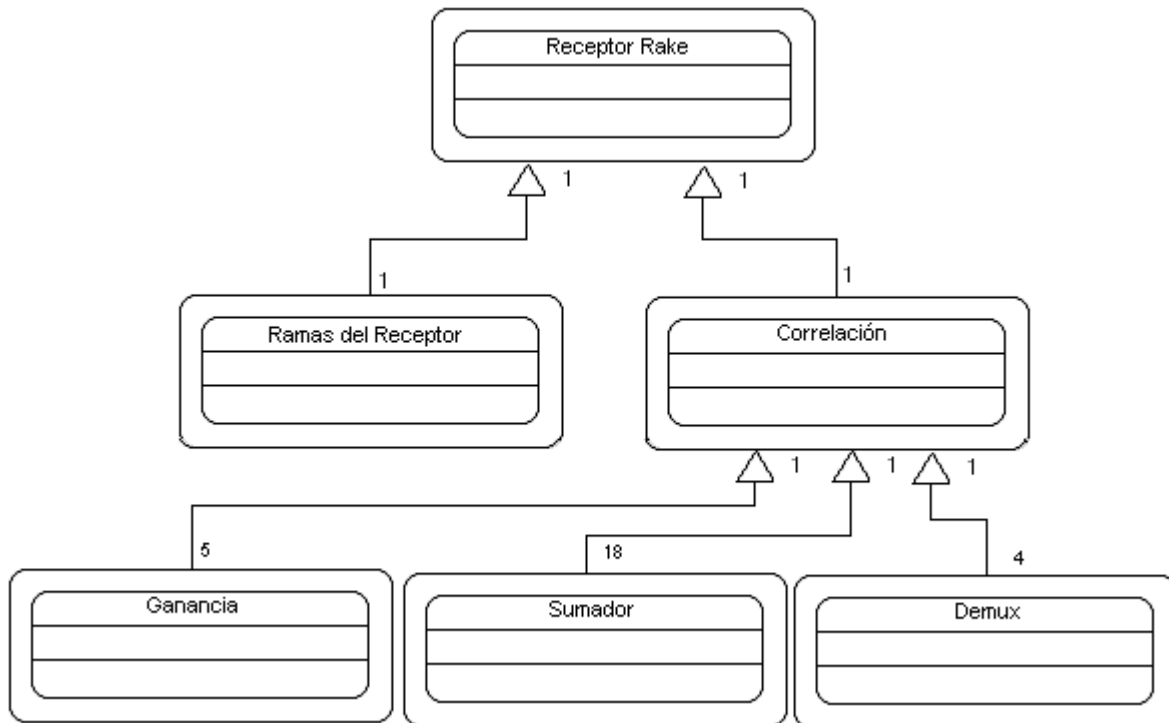 Receptor Rake
1
1
1
1
Ramas del Receptor
Correlación
1
1
1
5
18
4
Ganancia
Sumador
Demux